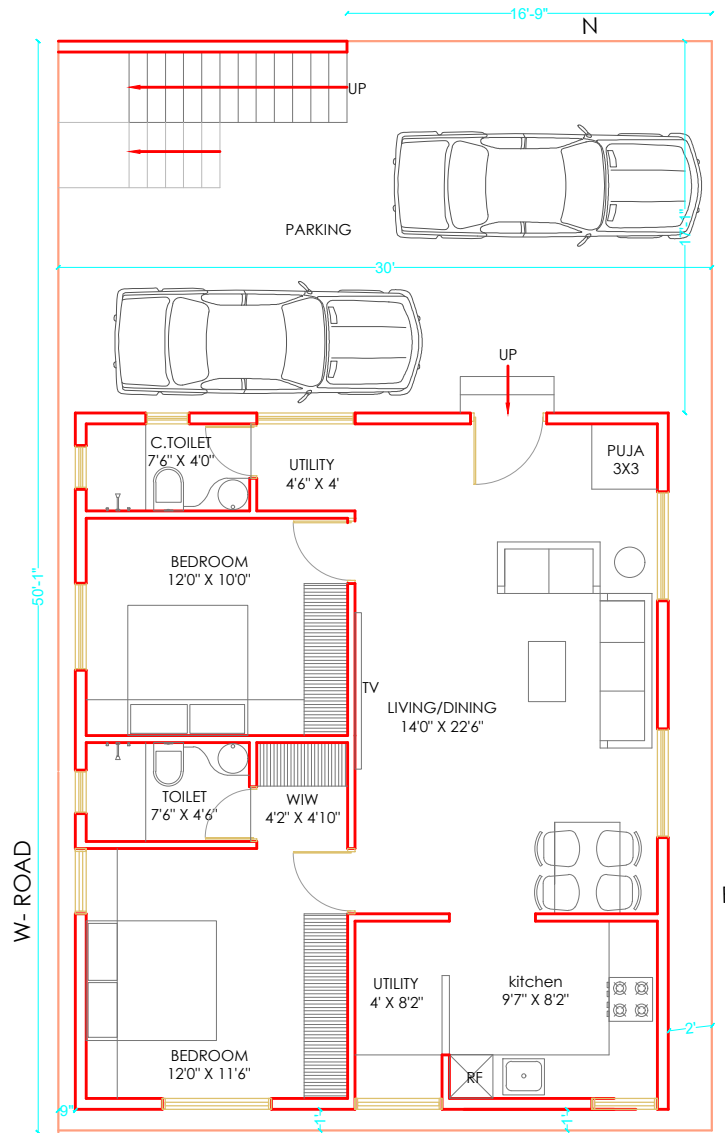 16'-9"
N
UP
PARKING
30'
UP
C.TOILET
7'6" X 4'0"
UTILITY
4'6" X 4'
PUJA
3X3
BEDROOM
12'0" X 10'0"
50'-1"
TV
LIVING/DINING
14'0" X 22'6"
TOILET
7'6" X 4'6"
WIW
4'2" X 4'10"
W- ROAD
UTILITY
4' X 8'2"
kitchen
9'7" X 8'2"
2'
BEDROOM
12'0" X 11'6"
RF
9"
1'
1'